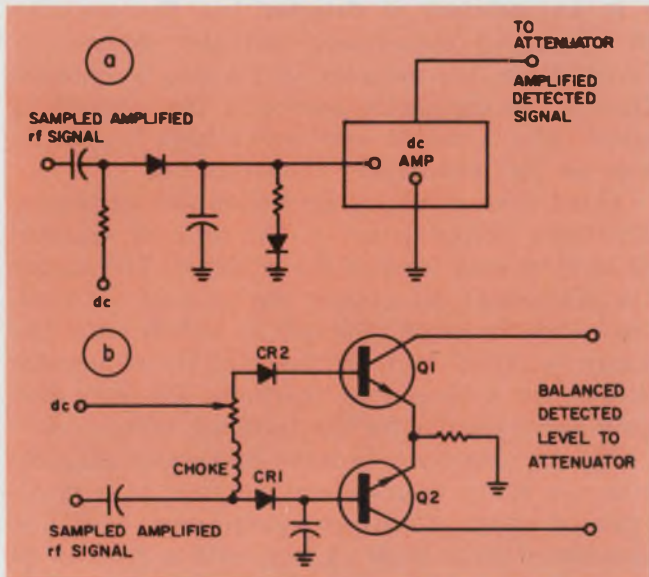 a
TO
ATTENUATOR
AMPLIFIED
DETECTED
SIGNAL
SAMPLED AMPLIFIED
rf SIGNAL
dc
AMP
dc
b
CR2
Q1
dc
BALANCED
DETECTED
LEVEL TO
ATTENUATOR
CHOKE
CR1
Q2
SAMPLED AMPLIFIED
rf SIGNAL